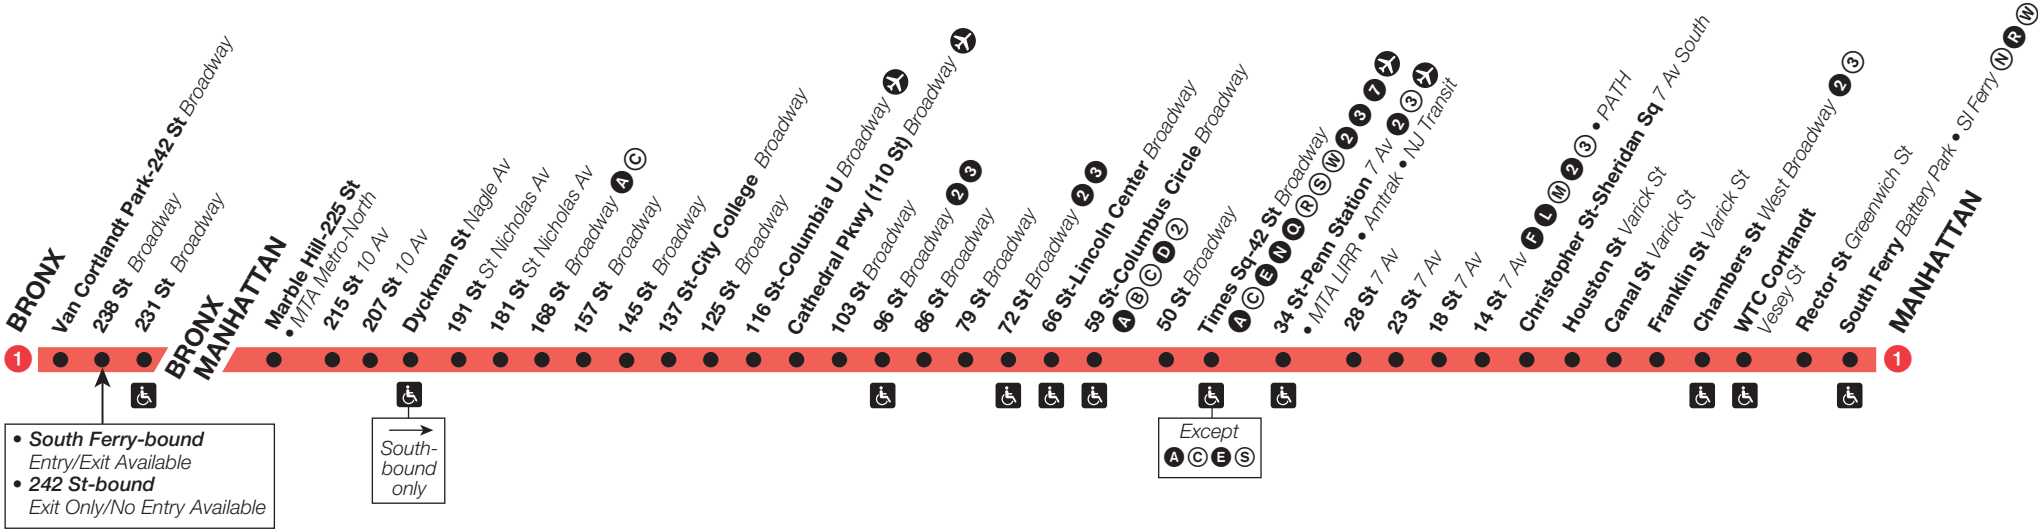 1
BRONX
Van Cortlandt Park-242 St Broadway
238 St Broadway
231 St Broadway
BRONX
MANHATTAN
Marble Hill-225 St
• MTA Metro-North
215 St 10 Av
207 St 10 Av
Dyckman St Nagle Av
191 St St Nicholas Av
181 St St Nicholas Av
168 St Broadway A C
157 St Broadway
145 St Broadway
137 St-City College Broadway
125 St Broadway
116 St-Columbia U Broadway
Cathedral Pkwy (110 St) Broadway
103 St Broadway
96 St Broadway 2 3
86 St Broadway
79 St Broadway
72 St Broadway 2 3
66 St-Lincoln Center Broadway
59 St-Columbus Circle Broadway
A B C D 2
50 St Broadway
Times Sq-42 St Broadway
A C E N Q R S W 2 3 7
34 St-Penn Station 7 Av 2 3
• MTA LIRR • Amtrak • NJ Transit
28 St 7 Av
23 St 7 Av
18 St 7 Av
14 St 7 Av F L M 2 3 • PATH
Christopher St-Sheridan Sq 7 Av South
Houston St Varick St
Canal St Varick St
Franklin St Varick St
Chambers St West Broadway 2 3
WTC Cortlandt
Vesey St
Rector St Greenwich St
South Ferry Battery Park • SI Ferry N R W
MANHATTAN
1
• South Ferry-bound
Entry/Exit Available
• 242 St-bound
Exit Only/No Entry Available
South-
bound
only
Except
A C E S